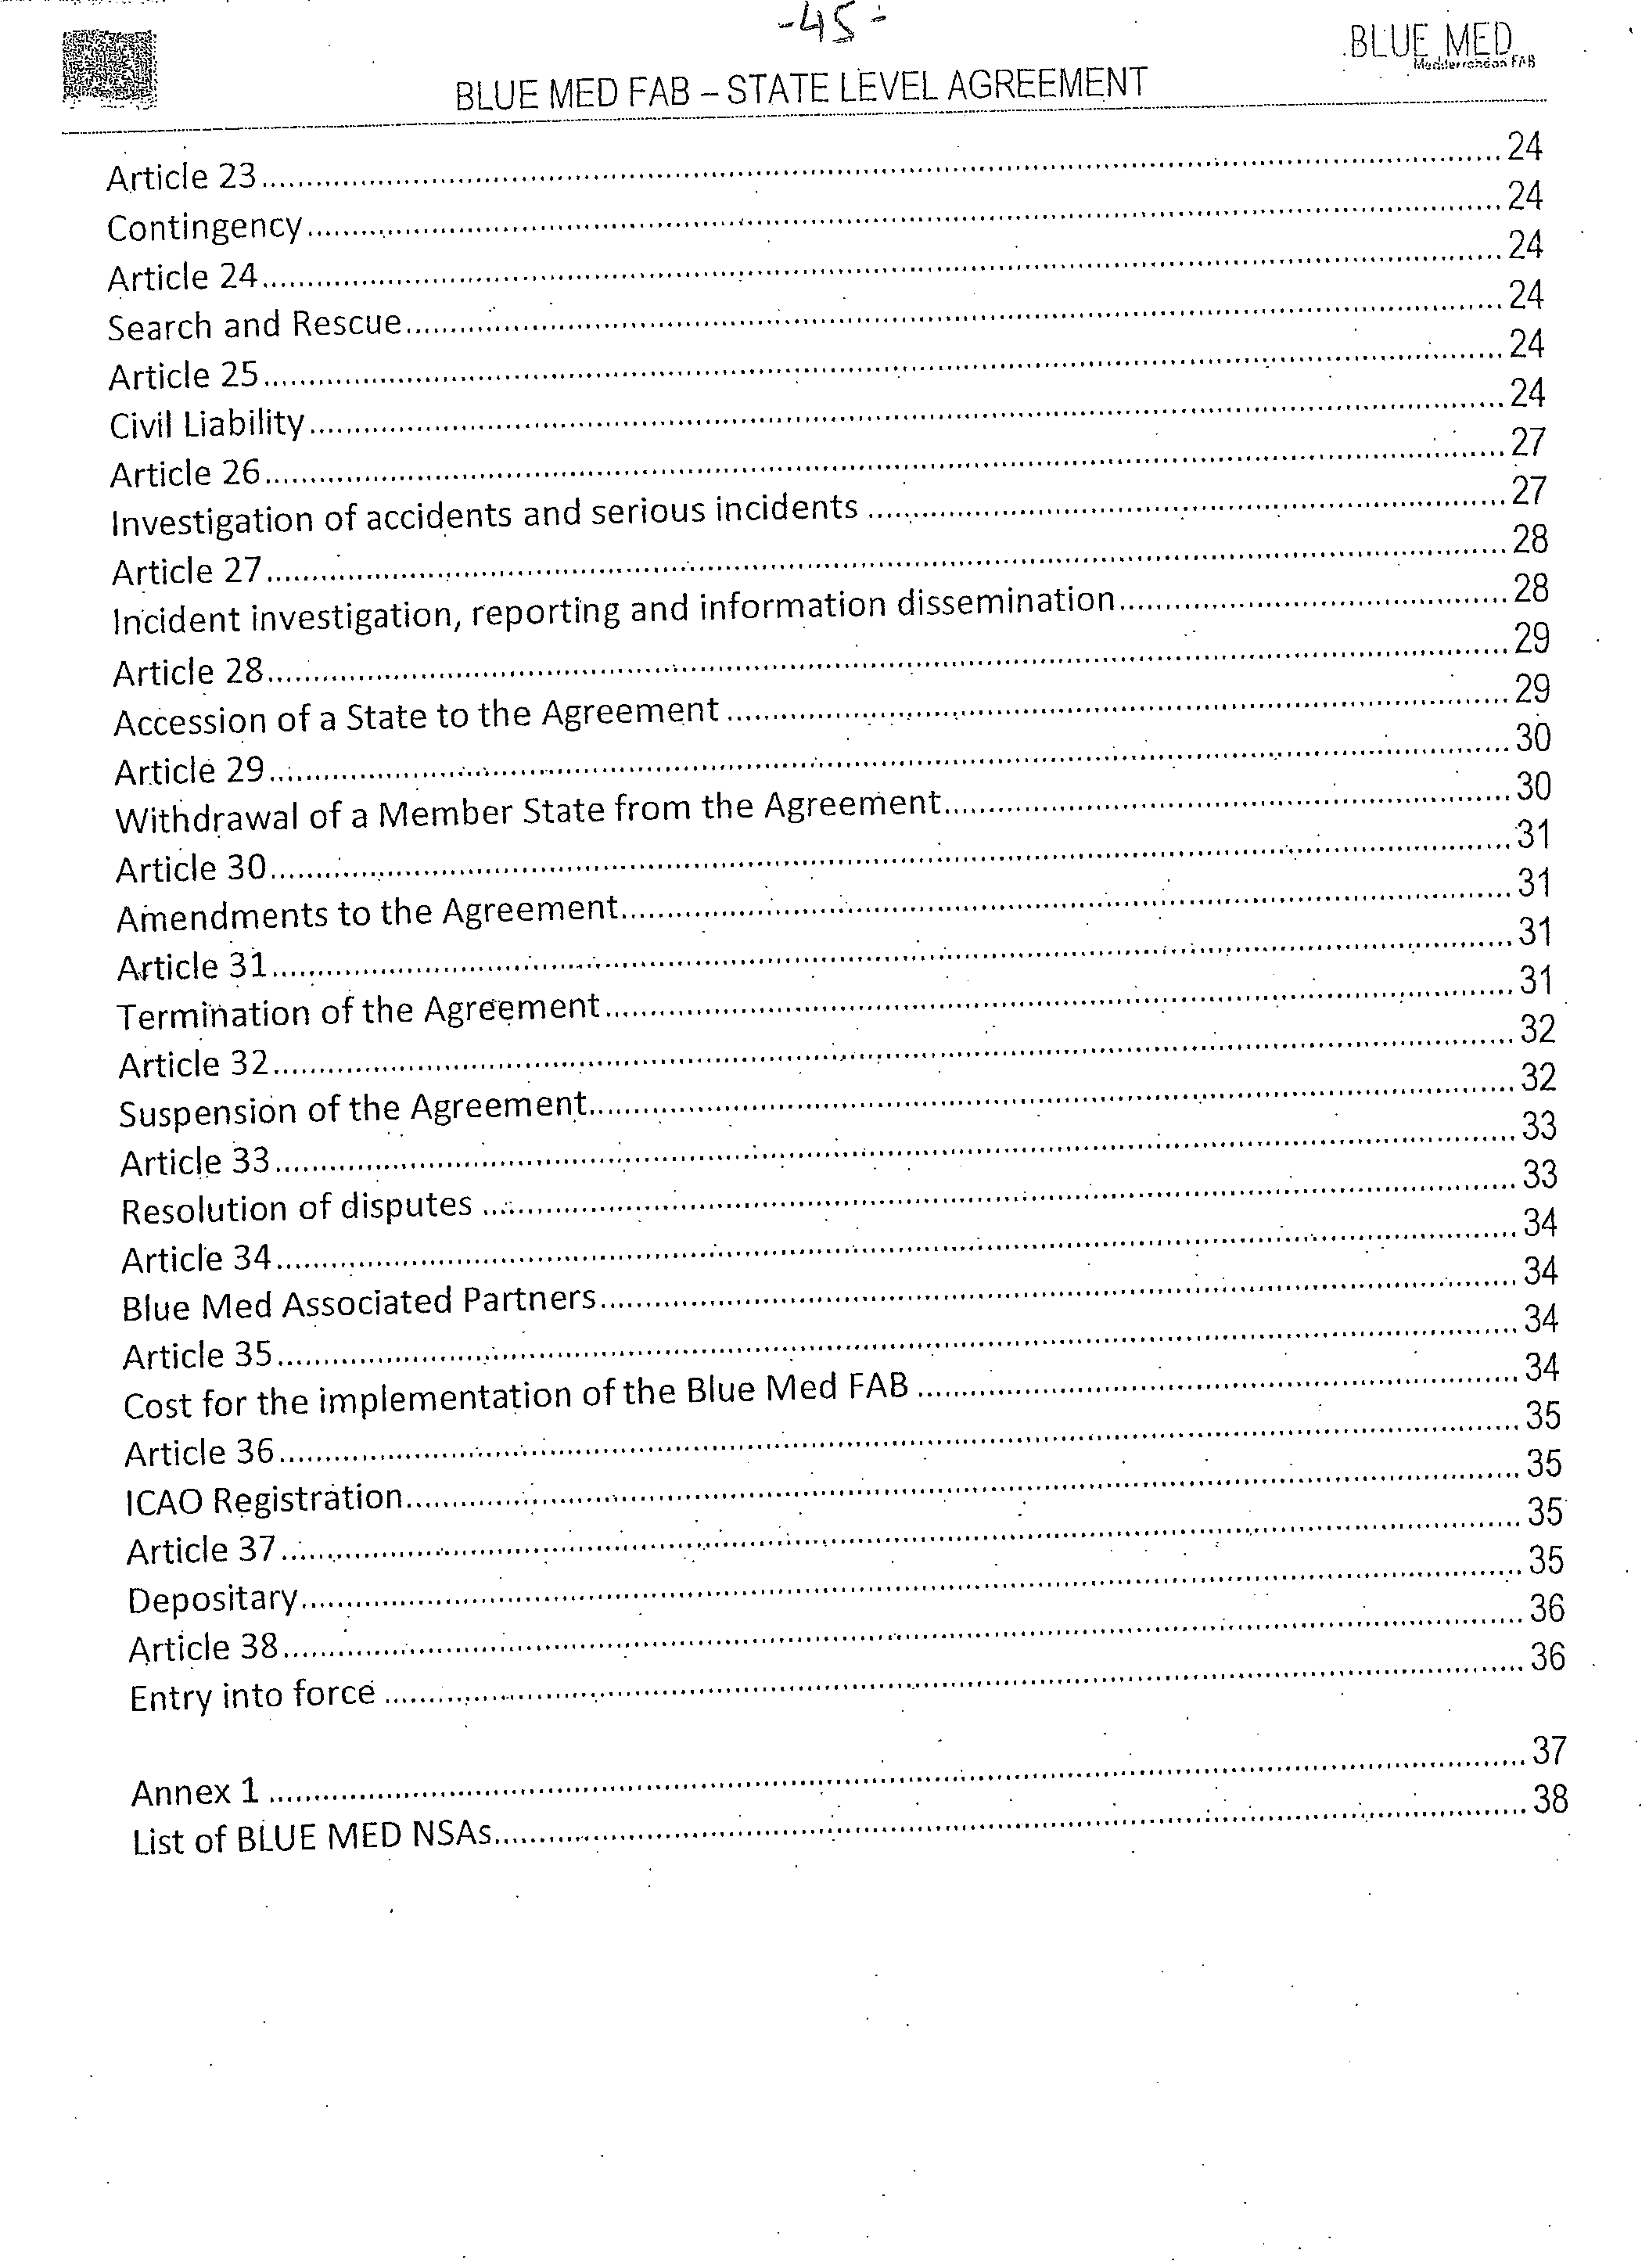 -45-
BLUE MED
Mediterranean FAB
BLUE MED FAB – STATE LEVEL AGREEMENT
Article 23 24
Contingency 24
Article 24 24
Search and Rescue 24
Article 25 24
Civil Liability 24
Article 26 27
Investigation of accidents and serious incidents 27
Article 27 28
Incident investigation, reporting and information dissemination 28
Article 28 29
Accession of a State to the Agreement 29
Article 29 30
Withdrawal of a Member State from the Agreement 30
Article 30 31
Amendments to the Agreement 31
Article 31 31
Termination of the Agreement 31
Article 32 32
Suspension of the Agreement 32
Article 33 33
Resolution of disputes 33
Article 34 34
Blue Med Associated Partners 34
Article 35 34
Cost for the implementation of the Blue Med FAB 34
Article 36 35
ICAO Registration 35
Article 37 35
Depositary 35
Article 38 36
Entry into force 36
Annex 1 37
List of BLUE MED NSAs 38